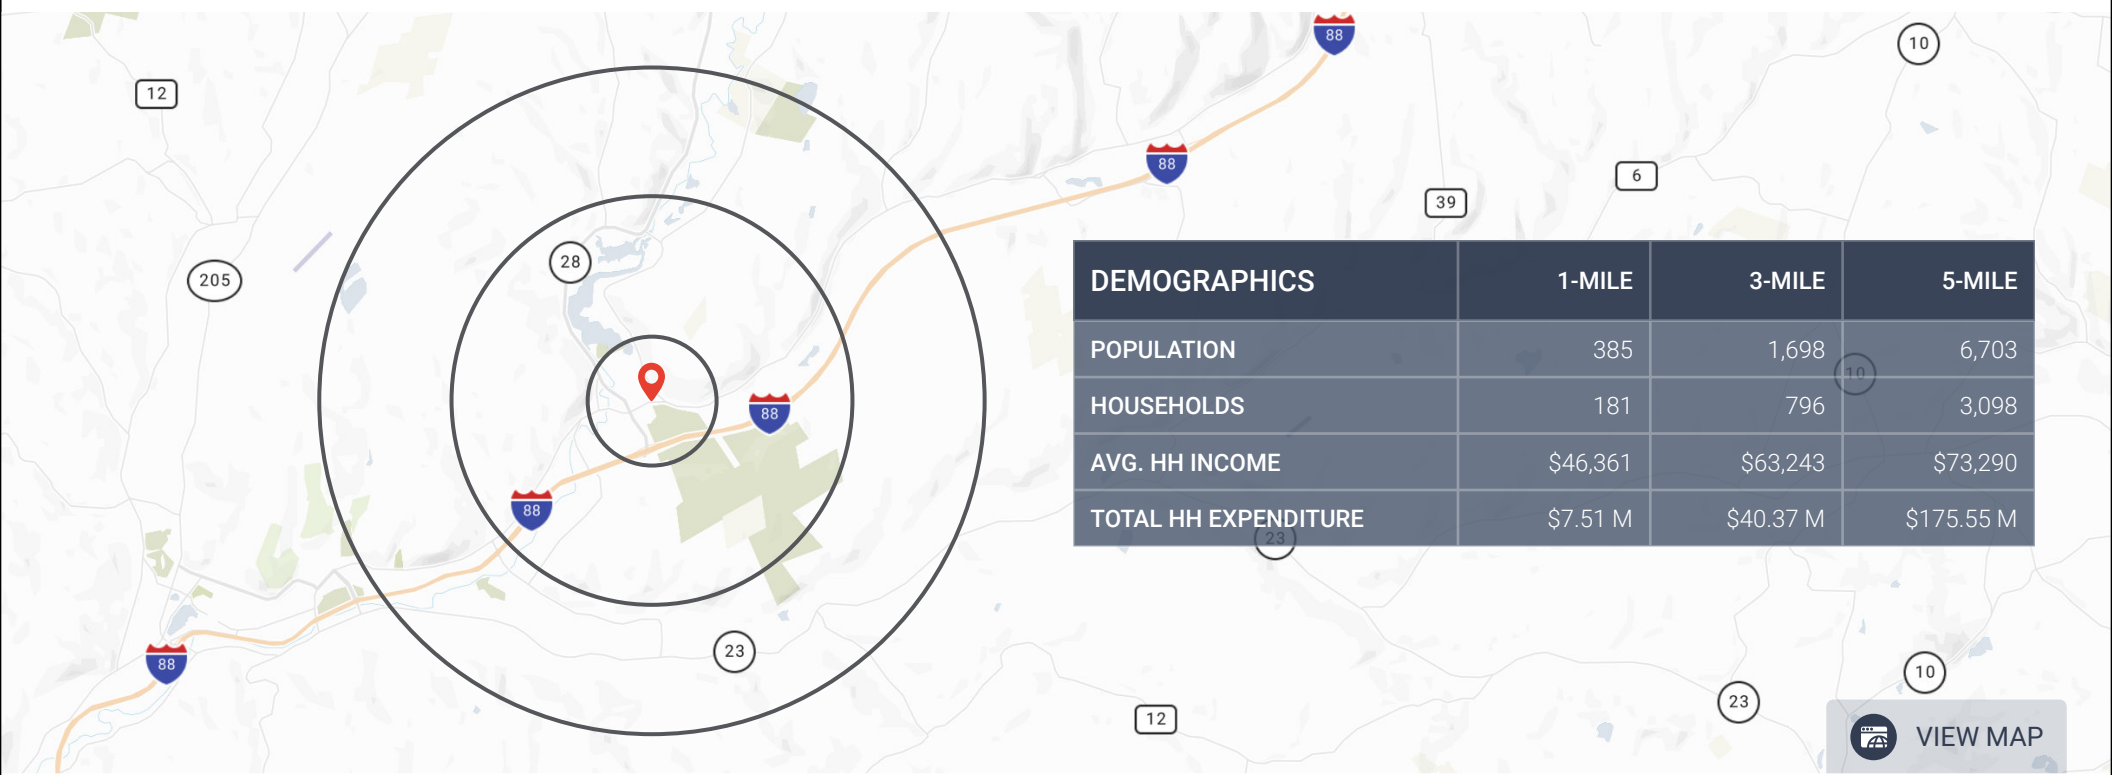 88
10
12
88
6
39
28
205
DEMOGRAPHICS 1-MILE 3-MILE 5-MILE
POPULATION 385 1,698 6,703
10
HOUSEHOLDS 181 796 3,098
88
AVG. HH INCOME $46,361 $63,243 $73,290
88
TOTAL HH EXPENDITURE $7.51 M $40.37 M $175.55 M
23
23
88
10
23
12
VIEW MAP